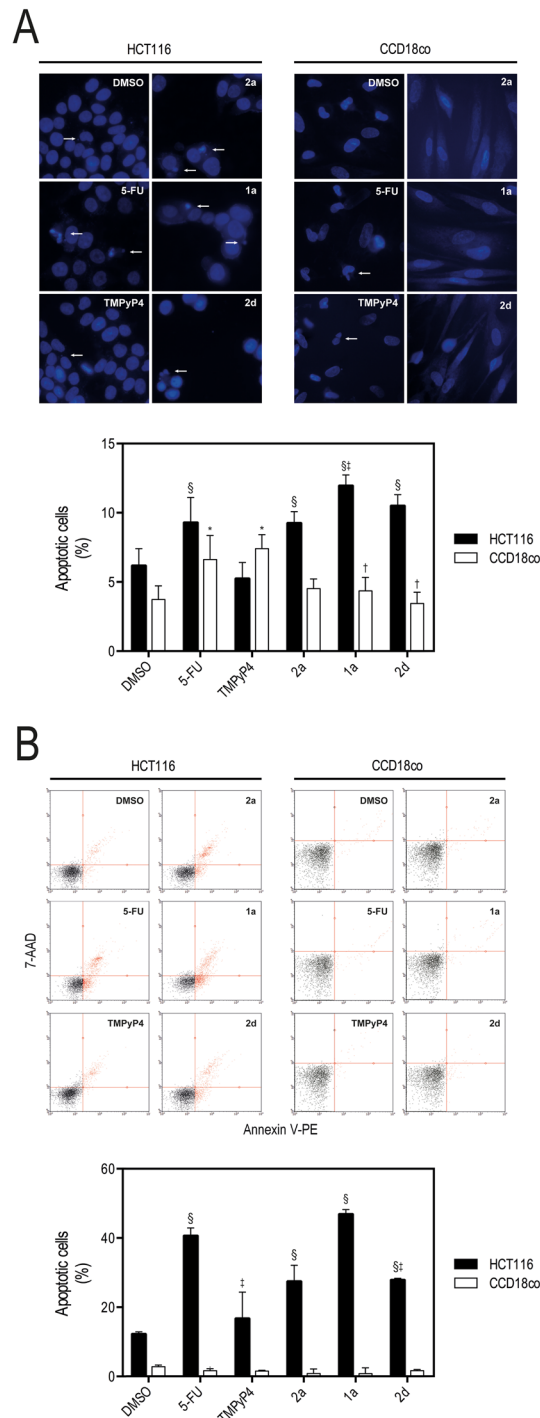 A
HCT116 CCD18co
DMSO 2a DMSO 2a
5-FU 1a 5-FU 1a
TMPyP4 2d TMPyP4 2d
15
10
5
0
Apoptotic cells
(%)
§ § §‡ §
* * † †
HCT116
CCD18co
DMSO 5-FU TMPyP4 2a 1a 2d
B
HCT116 CCD18co
DMSO 2a DMSO 2a
5-FU 1a 5-FU 1a
TMPyP4 2d TMPyP4 2d
7-AAD
Annexin V-PE
60
40
20
0
Apoptotic cells
(%)
§ ‡ § § §‡
HCT116
CCD18co
DMSO 5-FU TMPyP4 2a 1a 2d